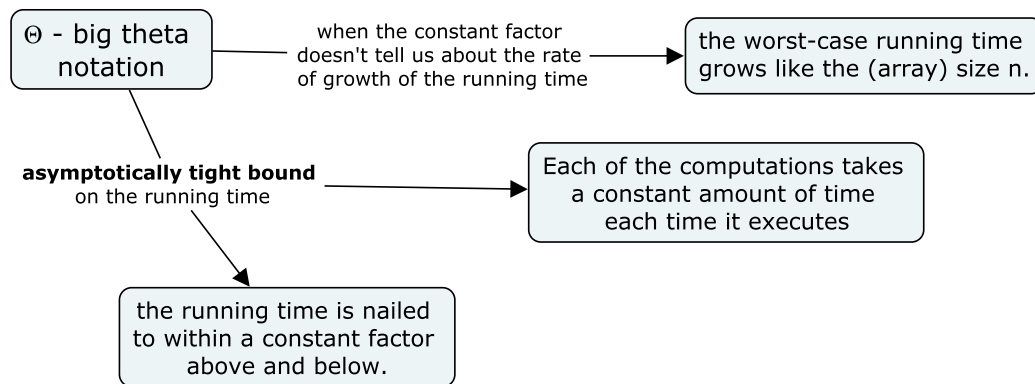 Θ - big theta
notation
when the constant factor
doesn't tell us about the rate
of growth of the running time
the worst-case running time
grows like the (array) size n.
asymptotically tight bound
on the running time
Each of the computations takes
a constant amount of time
each time it executes
the running time is nailed
to within a constant factor
above and below.